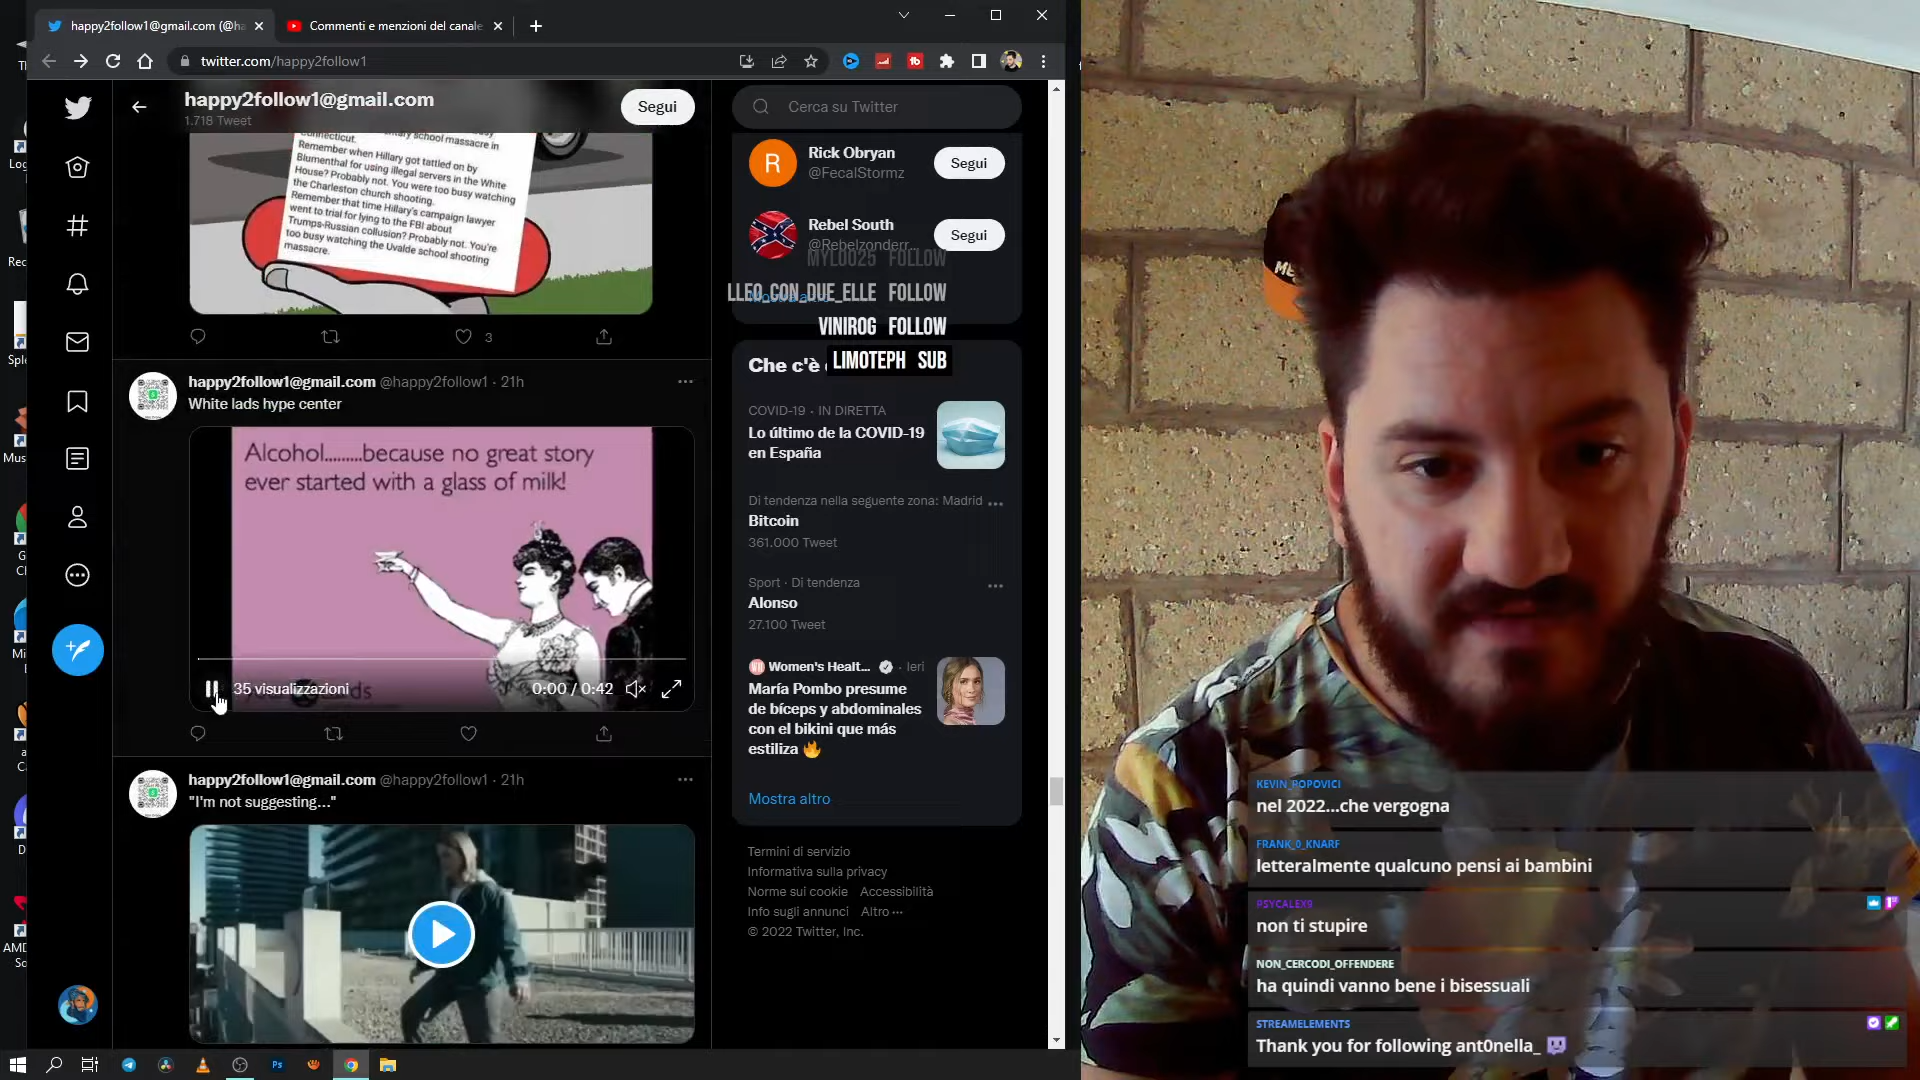 happy2follow1@gmail.com (@ha
Commenti e menzioni del canale
twitter.com/happy2follow1
happy2follow1@gmail.com
1.718 Tweet
Segui
Cerca su Twitter
Connecticut.
school massacre in
Remember when Hillary got tattled on by
Blumenthal for using illegal servers in the White
House? Probably not. You were too busy watching
the Charleston church shooting.
Remember that time Hillary's campaign lawyer
went to trial for lying to the FBI about
Trumps-Russian collusion? Probably not. You're
too busy watching the Uvalde school shooting
massacre.
3
happy2follow1@gmail.com @happy2follow1 · 21h
White lads hype center
Alcohol.........because no great story
ever started with a glass of milk!
35 visualizzazioni
0:00 / 0:42
happy2follow1@gmail.com @happy2follow1 · 21h
"I'm not suggesting..."
R
Rick Obryan
@FecalStormz
Segui
Rebel South
@Rebelzonderr...
Segui
MYLO025 FOLLOW
LLEO_CON_DUE_ELLE FOLLOW
VINIROG FOLLOW
LIMOTEPH SUB
Che c'è
COVID-19 · IN DIRETTA
Lo último de la COVID-19
en España
Di tendenza nella seguente zona: Madrid
Bitcoin
361.000 Tweet
Sport · Di tendenza
Alonso
27.100 Tweet
Women's Healt... · Ieri
María Pombo presume
de bíceps y abdominales
con el bikini que más
estiliza 🔥
Mostra altro
Termini di servizio
Informativa sulla privacy
Norme sui cookie Accessibilità
Info sugli annunci Altro ···
© 2022 Twitter, Inc.
KEVIN_POPOVICI
nel 2022...che vergogna
FRANK_0_KNARF
letteralmente qualcuno pensi ai bambini
PSYCALEX9
non ti stupire
NON_CERCODI_OFFENDERE
ha quindi vanno bene i bisessuali
STREAMELEMENTS
Thank you for following ant0nella_